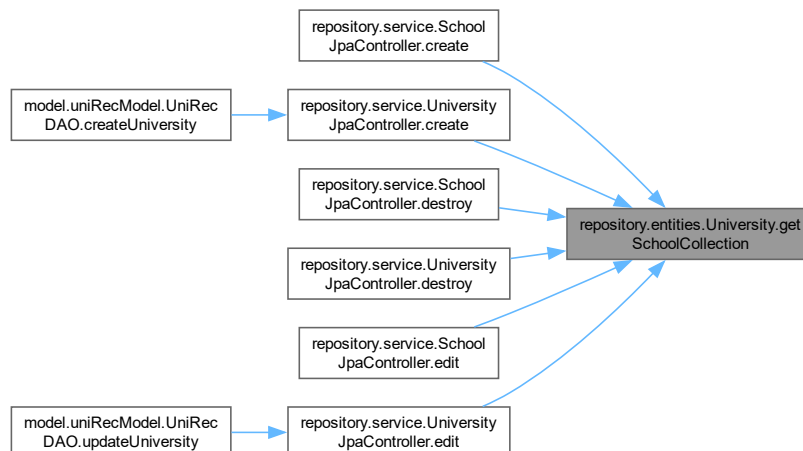 repository.service.School
JpaController.create
model.uniRecModel.UniRec
DAO.createUniversity
repository.service.University
JpaController.create
repository.service.School
JpaController.destroy
repository.entities.University.get
SchoolCollection
repository.service.University
JpaController.destroy
repository.service.School
JpaController.edit
model.uniRecModel.UniRec
DAO.updateUniversity
repository.service.University
JpaController.edit